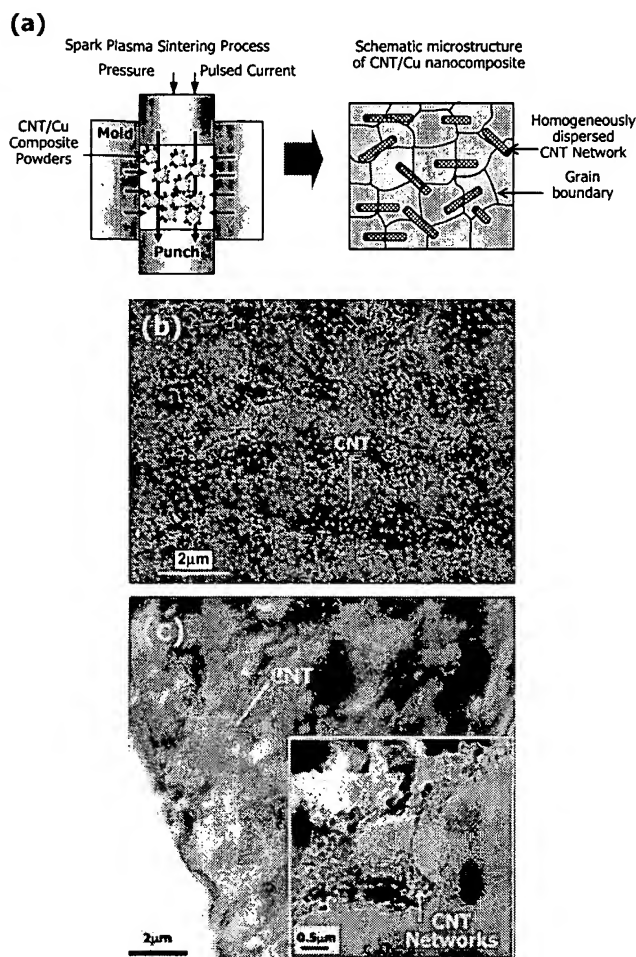 (a)
Spark Plasma Sintering Process
Pressure
Pulsed Current
CNT/Cu
Composite
Powders
Mold
Punch
Schematic microstructure
of CNT/Cu nanocomposite
Homogeneously
dispersed
CNT Network
Grain
boundary
(b)
CNT
2μm
(c)
CNT
CNT
Networks
0.5μm
2μm